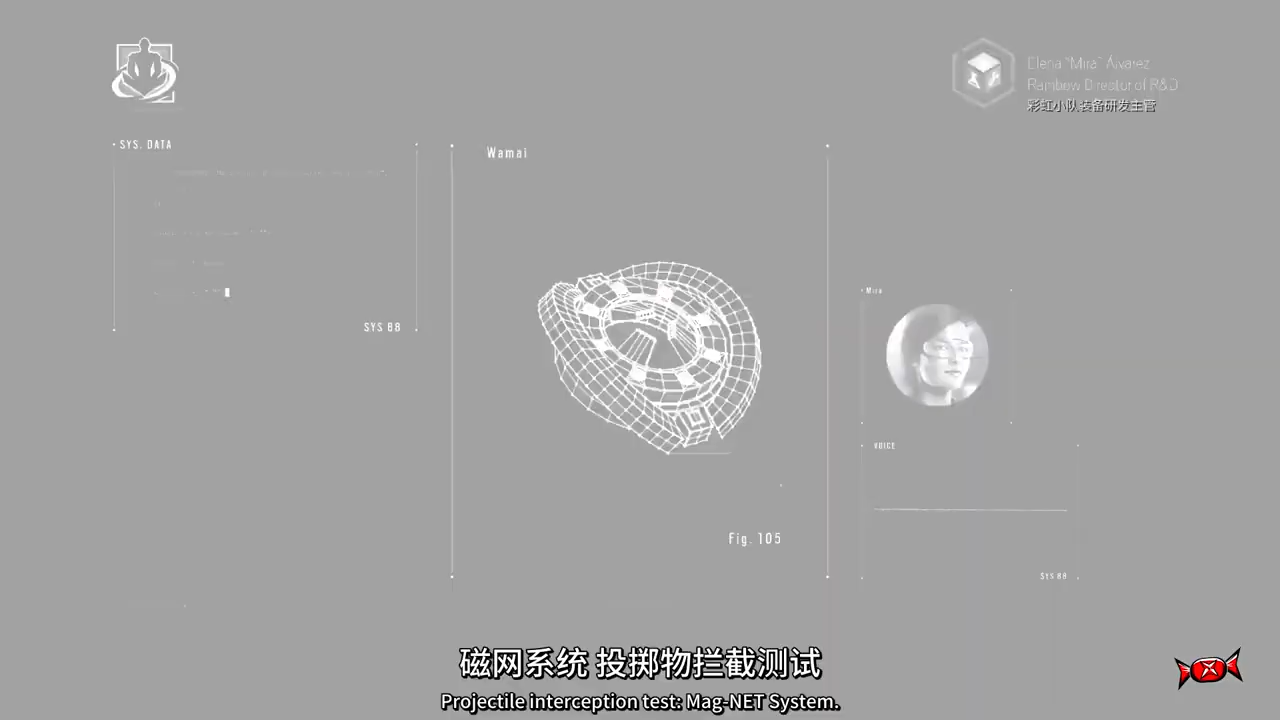 Elena "Mira" Álvarez
Rainbow Director of R&D
彩虹小队装备研发主管
SYS. DATA
SYS 88
Wamai
Fig. 105
Mira
VOICE
SYS 88
磁网系统 投掷物拦截测试
Projectile interception test: Mag-NET System.